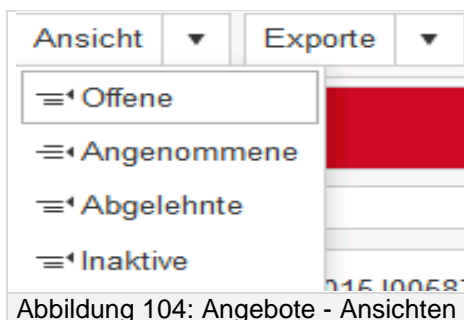 Ansicht ▼ Exporte ▼
Offene
Angenommene
Abgelehnte
Inaktive
Abbildung 104: Angebote - Ansichten